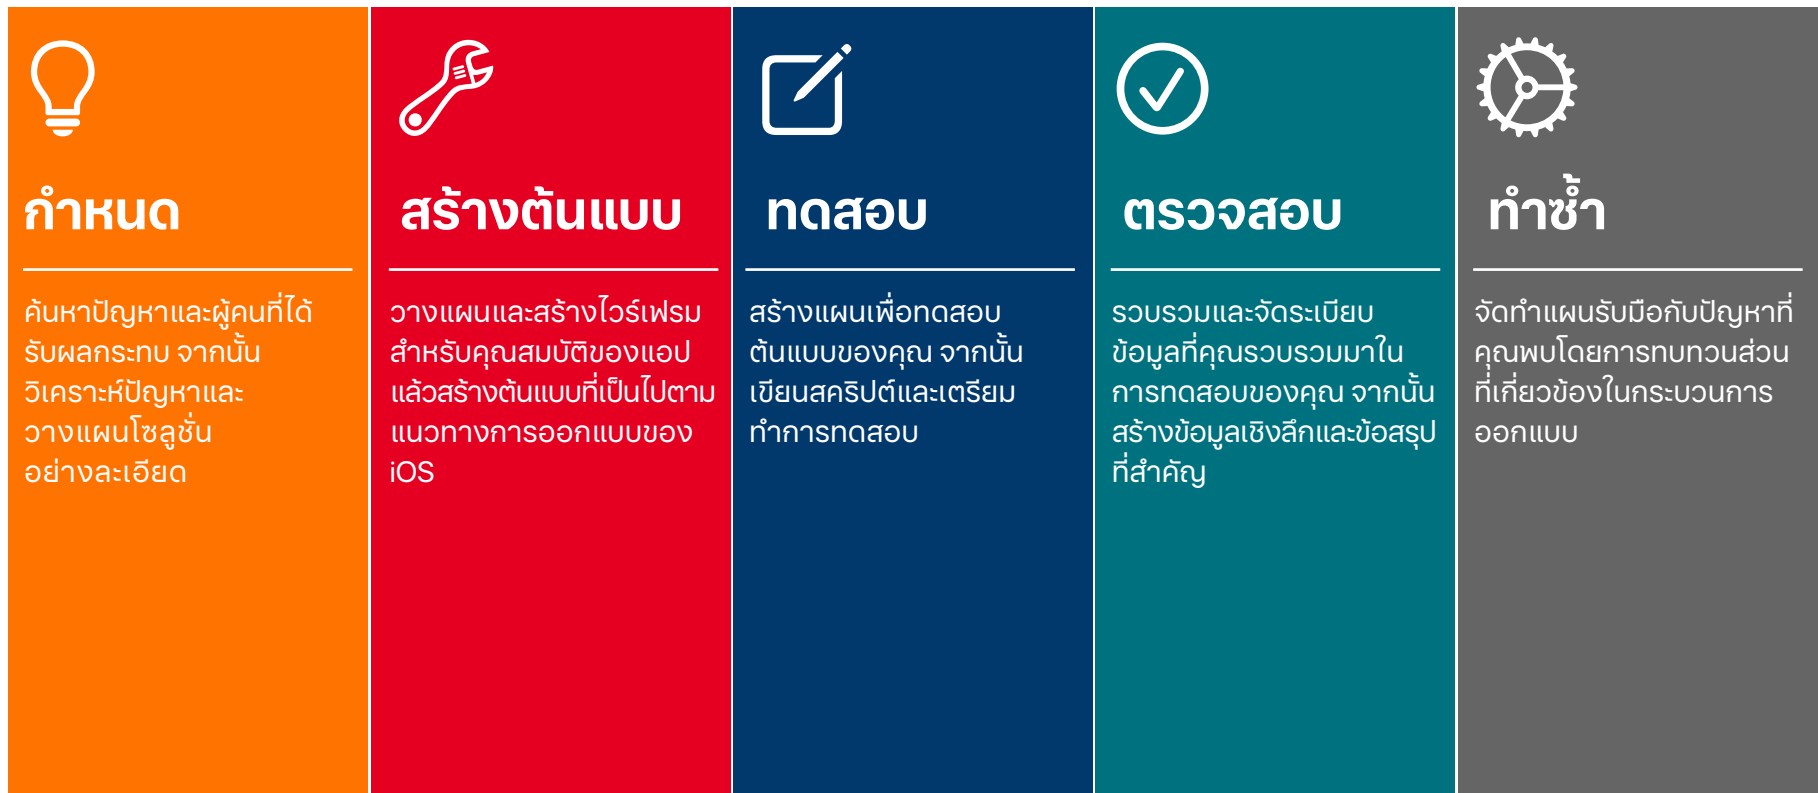 กำหนด
ค้นหาปัญหาและผู้คนที่ได้
รับผลกระทบ จากนั้น
วิเคราะห์ปัญหาและ
วางแผนโซลูชั่น
อย่างละเอียด
สร้างต้นแบบ
วางแผนและสร้างไวร์เฟรม
สำหรับคุณสมบัติของแอป
แล้วสร้างต้นแบบที่เป็นไปตาม
แนวทางการออกแบบของ
iOS
ทดสอบ
สร้างแผนเพื่อทดสอบ
ต้นแบบของคุณ จากนั้น
เขียนสคริปต์และเตรียม
ทำการทดสอบ
ตรวจสอบ
รวบรวมและจัดระเบียบ
ข้อมูลที่คุณรวบรวมมาใน
การทดสอบของคุณ จากนั้น
สร้างข้อมูลเชิงลึกและข้อสรุป
ที่สำคัญ
ทำซ้ำ
จัดทำแผนรับมือกับปัญหาที่
คุณพบโดยการทบทวนส่วน
ที่เกี่ยวข้องในกระบวนการ
ออกแบบ